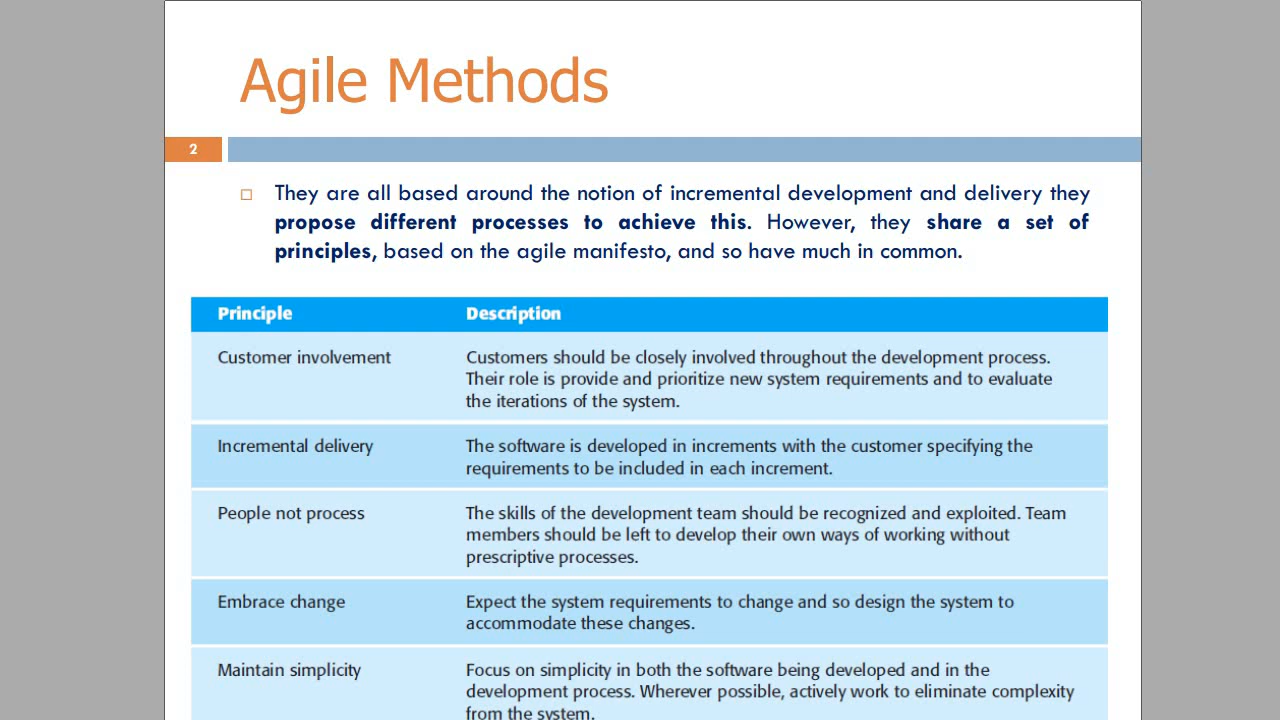 Agile Methods
2
They are all based around the notion of incremental development and delivery they
propose different processes to achieve this. However, they share a set of
principles, based on the agile manifesto, and so have much in common.
Principle Description
Customer involvement Customers should be closely involved throughout the development process.
Their role is provide and prioritize new system requirements and to evaluate
the iterations of the system.
Incremental delivery The software is developed in increments with the customer specifying the
requirements to be included in each increment.
People not process The skills of the development team should be recognized and exploited. Team
members should be left to develop their own ways of working without
prescriptive processes.
Embrace change Expect the system requirements to change and so design the system to
accommodate these changes.
Maintain simplicity Focus on simplicity in both the software being developed and in the
development process. Wherever possible, actively work to eliminate complexity
from the system.